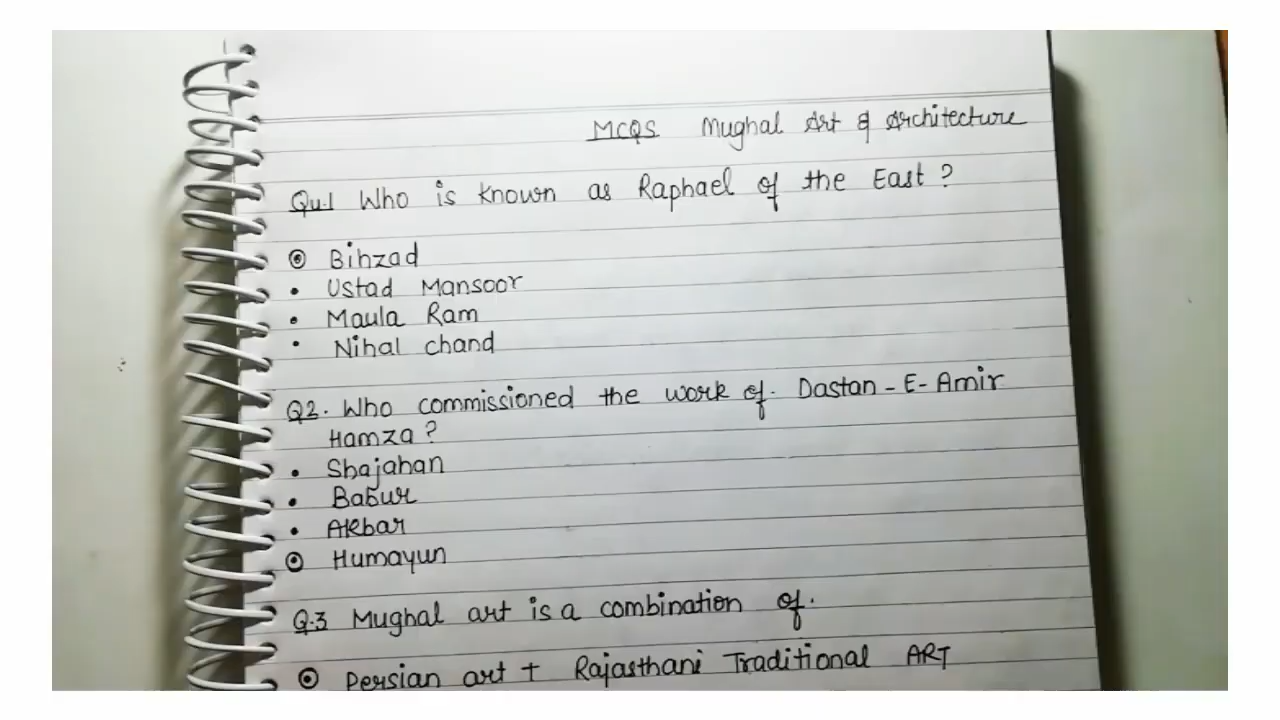 MCQS Mughal Art & Architecture
Qu.1 Who is known as Raphael of the East?
Bihzad
• Ustad Mansoor
• Maula Ram
• Nihal chand
Q2. Who commissioned the work of. Dastan-E-Amir
Hamza?
• Shajahan
• Babur
• Akbar
Humayun
Q.3 Mughal art is a combination of.
Persian art + Rajasthani Traditional ART